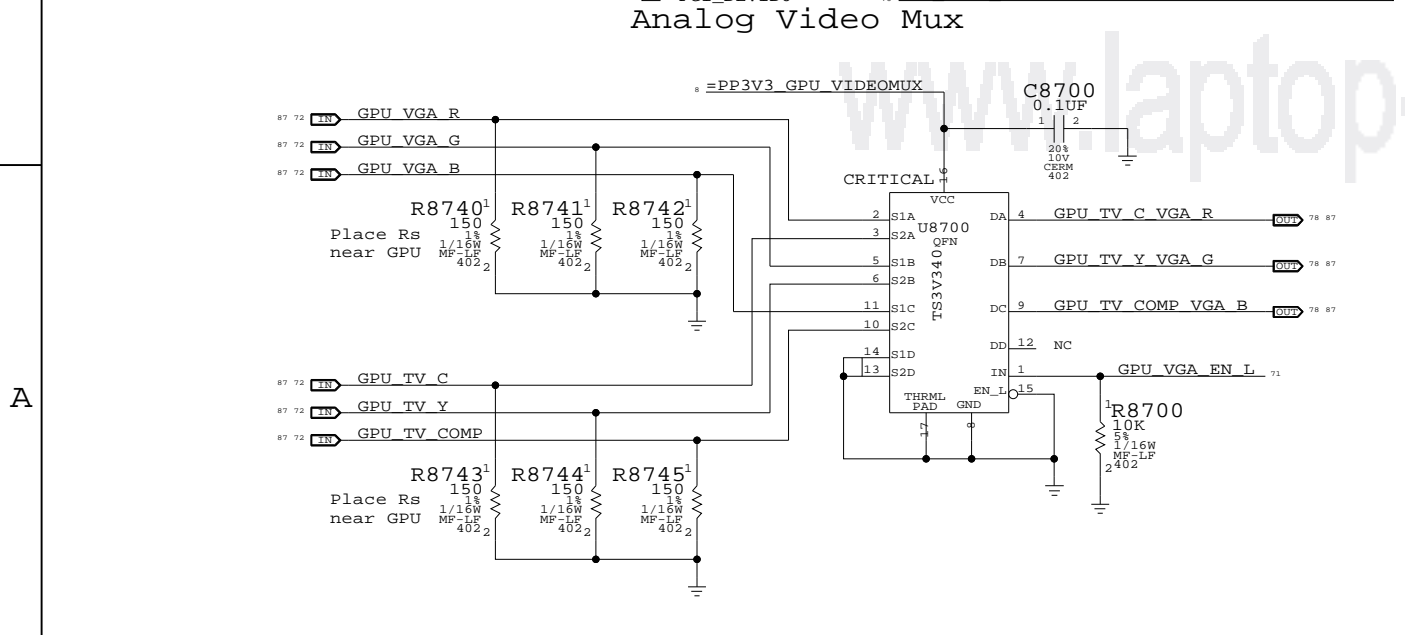 Analog Video Mux
www.laptop-
8 =PP3V3_GPU_VIDEOMUX
C8700
0.1UF
1 2
20%
10V
CERM
402
87 72 IN GPU_VGA_R
87 72 IN GPU_VGA_G
87 72 IN GPU_VGA_B
CRITICAL
16
VCC
R8740 1
150
1%
1/16W
MF-LF
402 2
R8741 1
150
1%
1/16W
MF-LF
402 2
R8742 1
150
1%
1/16W
MF-LF
402 2
Place Rs
near GPU
U8700
QFN
TS3V340
2 S1A
3 S2A
5 S1B
6 S2B
11 S1C
10 S2C
14 S1D
13 S2D
DA 4 GPU_TV_C_VGA_R OUT 78 87
DB 7 GPU_TV_Y_VGA_G OUT 78 87
DC 9 GPU_TV_COMP_VGA_B OUT 78 87
DD 12 NC
IN 1 GPU_VGA_EN_L 71
EN_L 15
THRML
PAD
GND
17
8
1 R8700
10K
5%
1/16W
MF-LF
2 402
A
87 72 IN GPU_TV_C
87 72 IN GPU_TV_Y
87 72 IN GPU_TV_COMP
R8743 1
150
1%
1/16W
MF-LF
402 2
R8744 1
150
1%
1/16W
MF-LF
402 2
R8745 1
150
1%
1/16W
MF-LF
402 2
Place Rs
near GPU